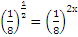 (1/8)^(c/2) = (1/8)^(2x)